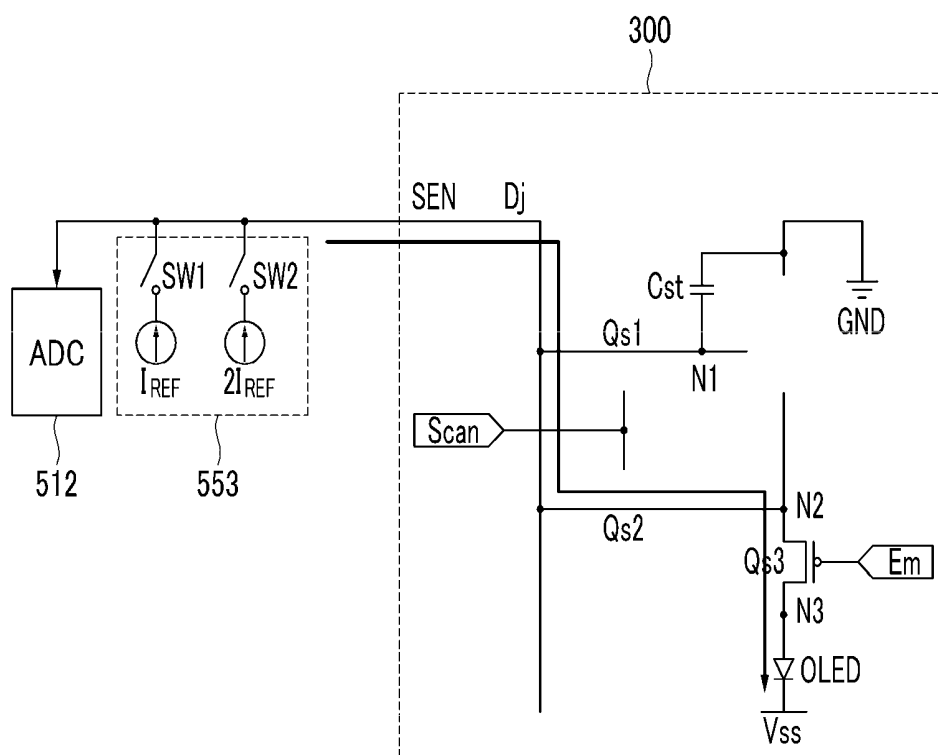 300
SEN Dj
SW1 SW2
Cst
GND
ADC
Qs1
N1
IREF 2IREF
Scan
512 553
N2
Qs2
Qs3
Em
N3
OLED
Vss